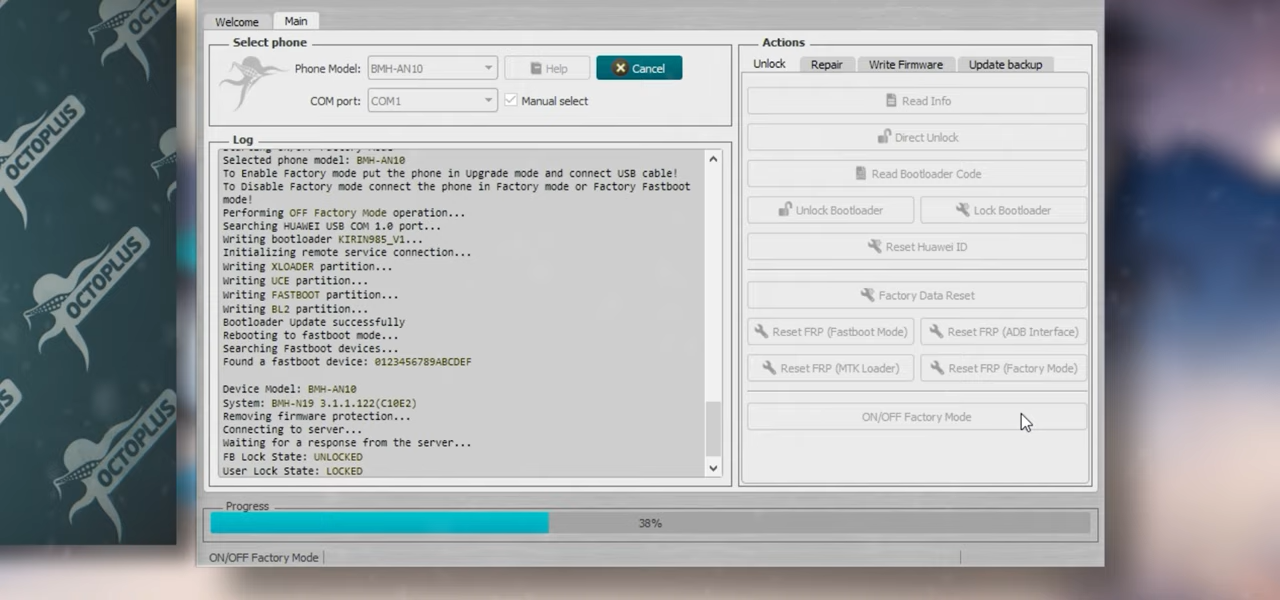 Welcome Main
Select phone
Phone Model: BMH-AN10 Help Cancel
COM port: COM1 Manual select
Log
Selected phone model: BMH-AN10
To Enable Factory mode put the phone in Upgrade mode and connect USB cable!
To Disable Factory mode connect the phone in Factory mode or Factory Fastboot
mode!
Performing OFF Factory Mode operation...
Searching HUAWEI USB COM 1.0 port...
Writing bootloader KIRIN985_V1...
Initializing remote service connection...
Writing XLOADER partition...
Writing UCE partition...
Writing FASTBOOT partition...
Writing BL2 partition...
Bootloader Update successfully
Rebooting to fastboot mode...
Searching Fastboot devices...
Found a fastboot device: 0123456789ABCDEF
Device Model: BMH-AN10
System: BMH-N19 3.1.1.122(C10E2)
Removing firmware protection...
Connecting to server...
Waiting for a response from the server...
FB Lock State: UNLOCKED
User Lock State: LOCKED
Actions
Unlock Repair Write Firmware Update backup
Read Info
Direct Unlock
Read Bootloader Code
Unlock Bootloader Lock Bootloader
Reset Huawei ID
Factory Data Reset
Reset FRP (Fastboot Mode) Reset FRP (ADB Interface)
Reset FRP (MTK Loader) Reset FRP (Factory Mode)
ON/OFF Factory Mode
Progress
38%
ON/OFF Factory Mode
OCTOPLUS
OCTOPLUS
OCTOPLUS